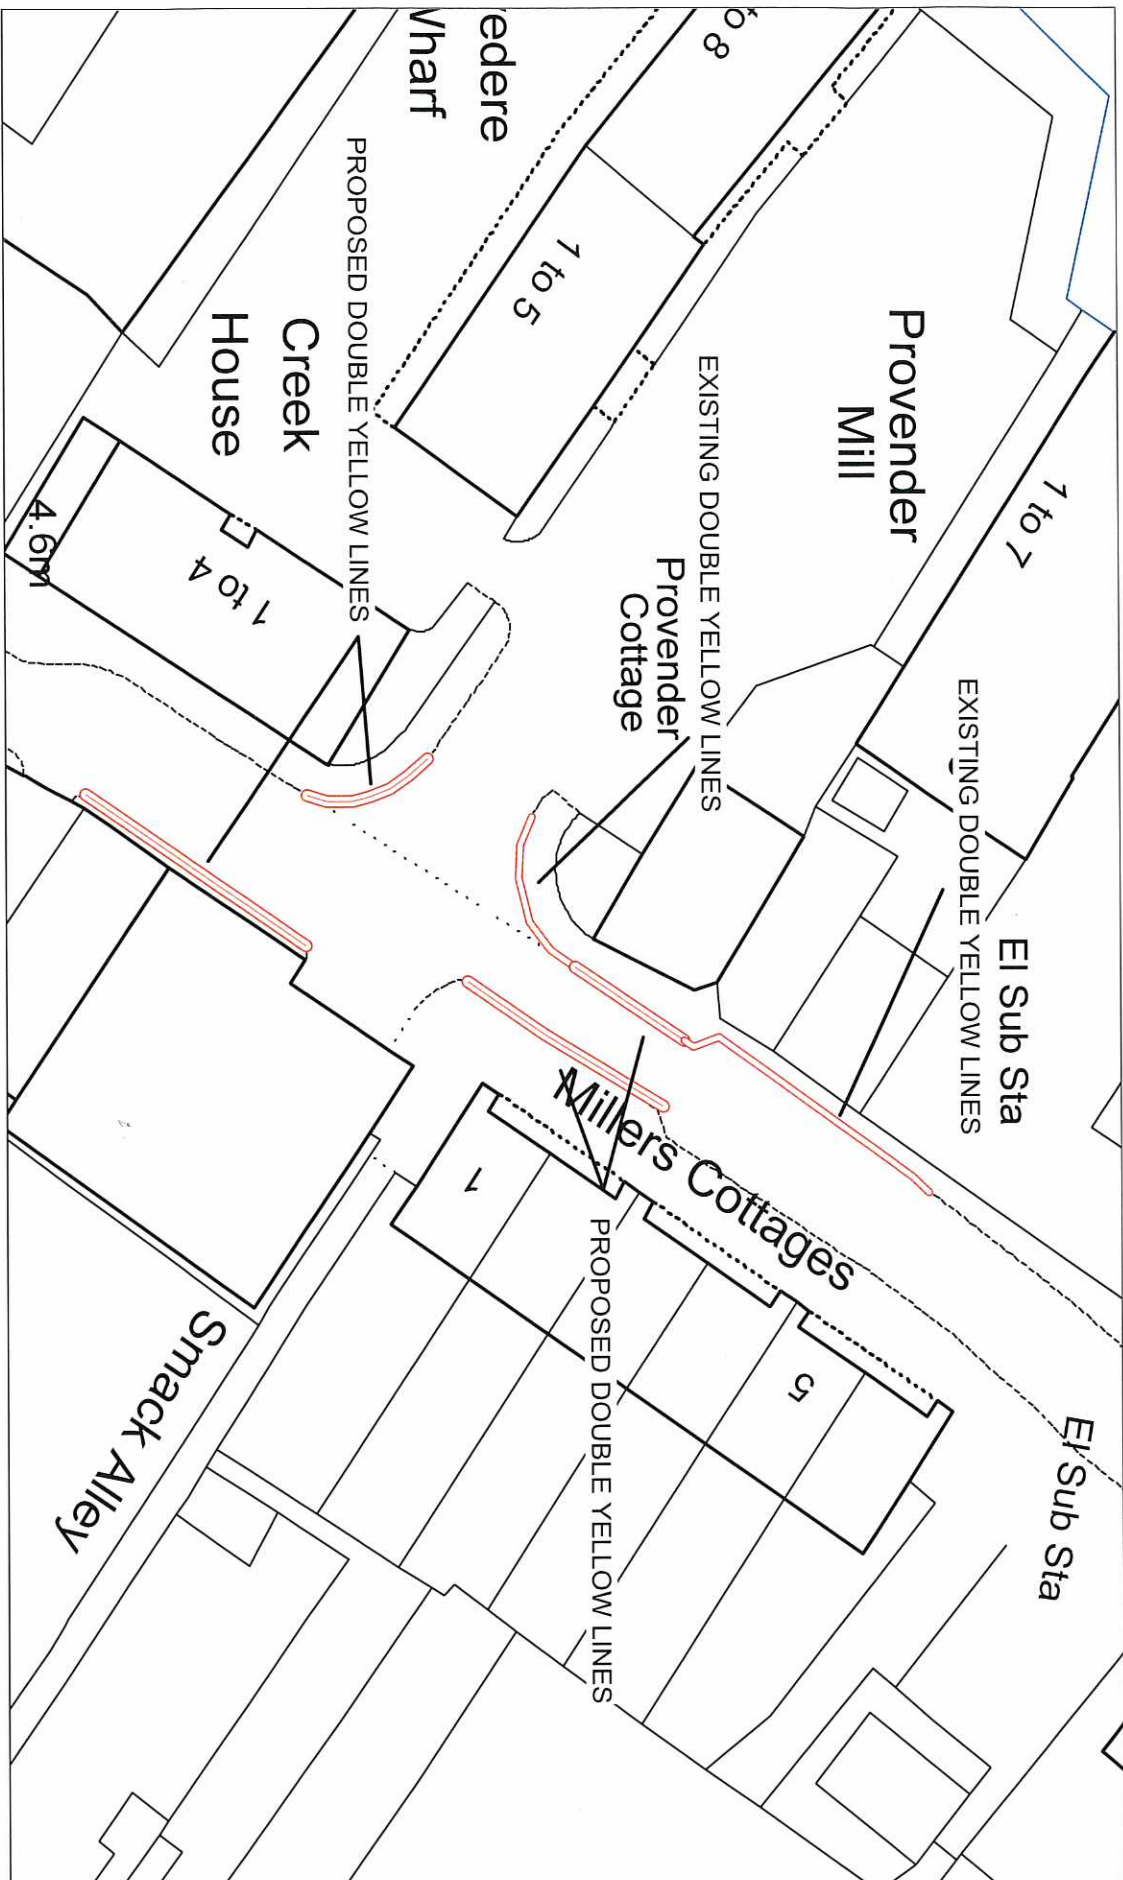 El Sub Sta
El Sub Sta
EXISTING DOUBLE YELLOW LINES
1 to 7
Provender
Mill
EXISTING DOUBLE YELLOW LINES
Provender
Cottage
Millers Cottages
5
1
PROPOSED DOUBLE YELLOW LINES
to 8
1 to 5
edere
Wharf
PROPOSED DOUBLE YELLOW LINES
Creek
House
1 to 4
4.6m
Smack Alley